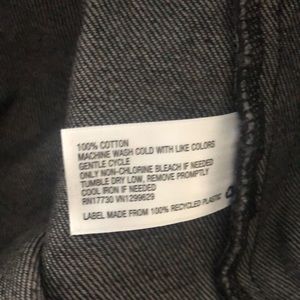 100% COTTON
MACHINE WASH COLD WITH LIKE COLORS
GENTLE CYCLE
ONLY NON-CHLORINE BLEACH IF NEEDED
TUMBLE DRY LOW, REMOVE PROMPTLY
COOL IRON IF NEEDED
RN17730 VN1299629
LABEL MADE FROM 100% RECYCLED PLASTIC